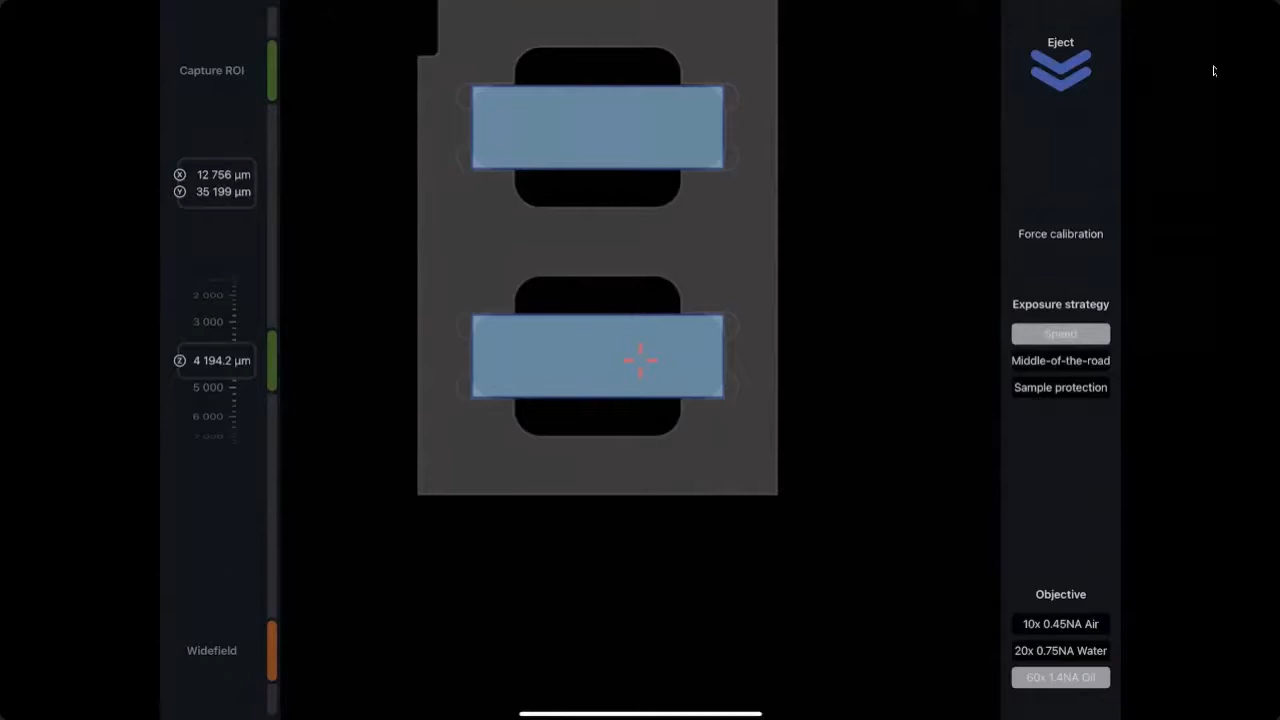 Capture ROI
X 12 756 µm
Y 35 199 µm
2 000
3 000
Z 4 194.2 µm
5 000
6 000
7 000
Widefield
Eject
Force calibration
Exposure strategy
Speed
Middle-of-the-road
Sample protection
Objective
10x 0.45NA Air
20x 0.75NA Water
60x 1.4NA Oil